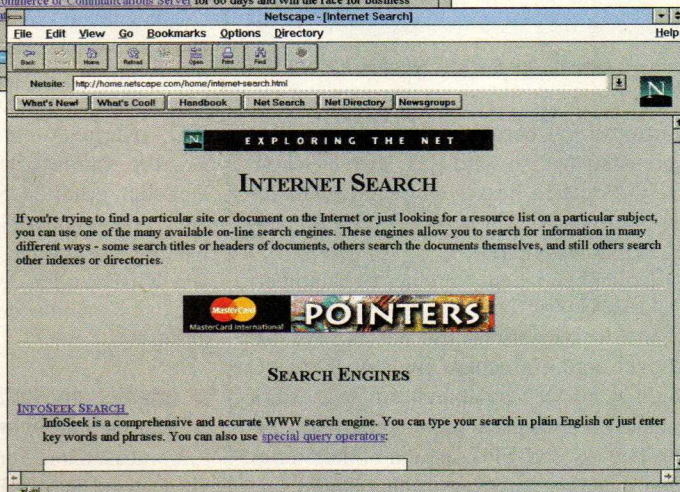 Commerce or Communications Server for 60 days and win the race for business
Netscape - [Internet Search]
File Edit View Go Bookmarks Options Directory Help
Back Home Reload Open Print Find
Netsite: http://home.netscape.com/home/internet-search.html
N
What's New! What's Cool! Handbook Net Search Net Directory Newsgroups
N EXPLORING THE NET
INTERNET SEARCH
If you're trying to find a particular site or document on the Internet or just looking for a resource list on a particular subject,
you can use one of the many available on-line search engines. These engines allow you to search for information in many
different ways - some search titles or headers of documents, others search the documents themselves, and still others search
other indexes or directories.
MasterCard POINTERS
MasterCard International
SEARCH ENGINES
INFOSEEK SEARCH
InfoSeek is a comprehensive and accurate WWW search engine. You can type your search in plain English or just enter
key words and phrases. You can also use special query operators: